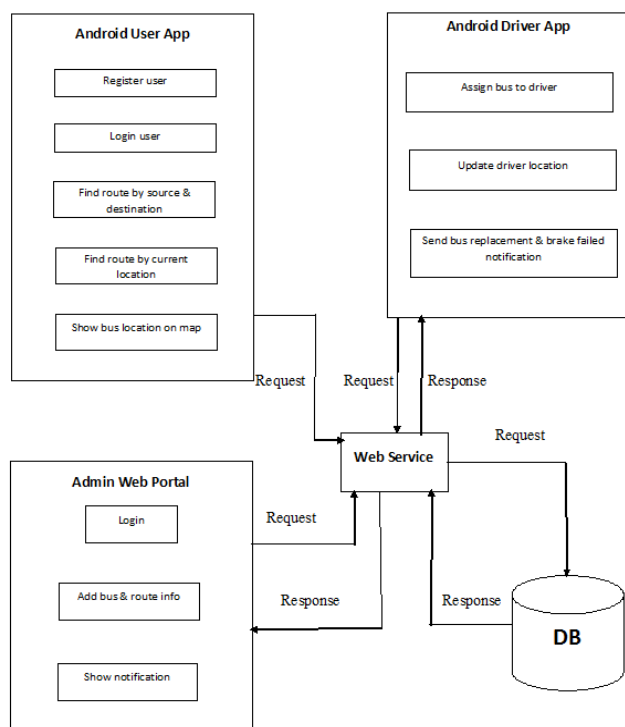 Android User App
Register user
Login user
Find route by source &
destination
Find route by current
location
Show bus location on map
Android Driver App
Assign bus to driver
Update driver location
Send bus replacement & brake failed
notification
Request
Request
Response
Web Service
Request
Admin Web Portal
Login
Add bus & route info
Show notification
Request
Response
Response
DB